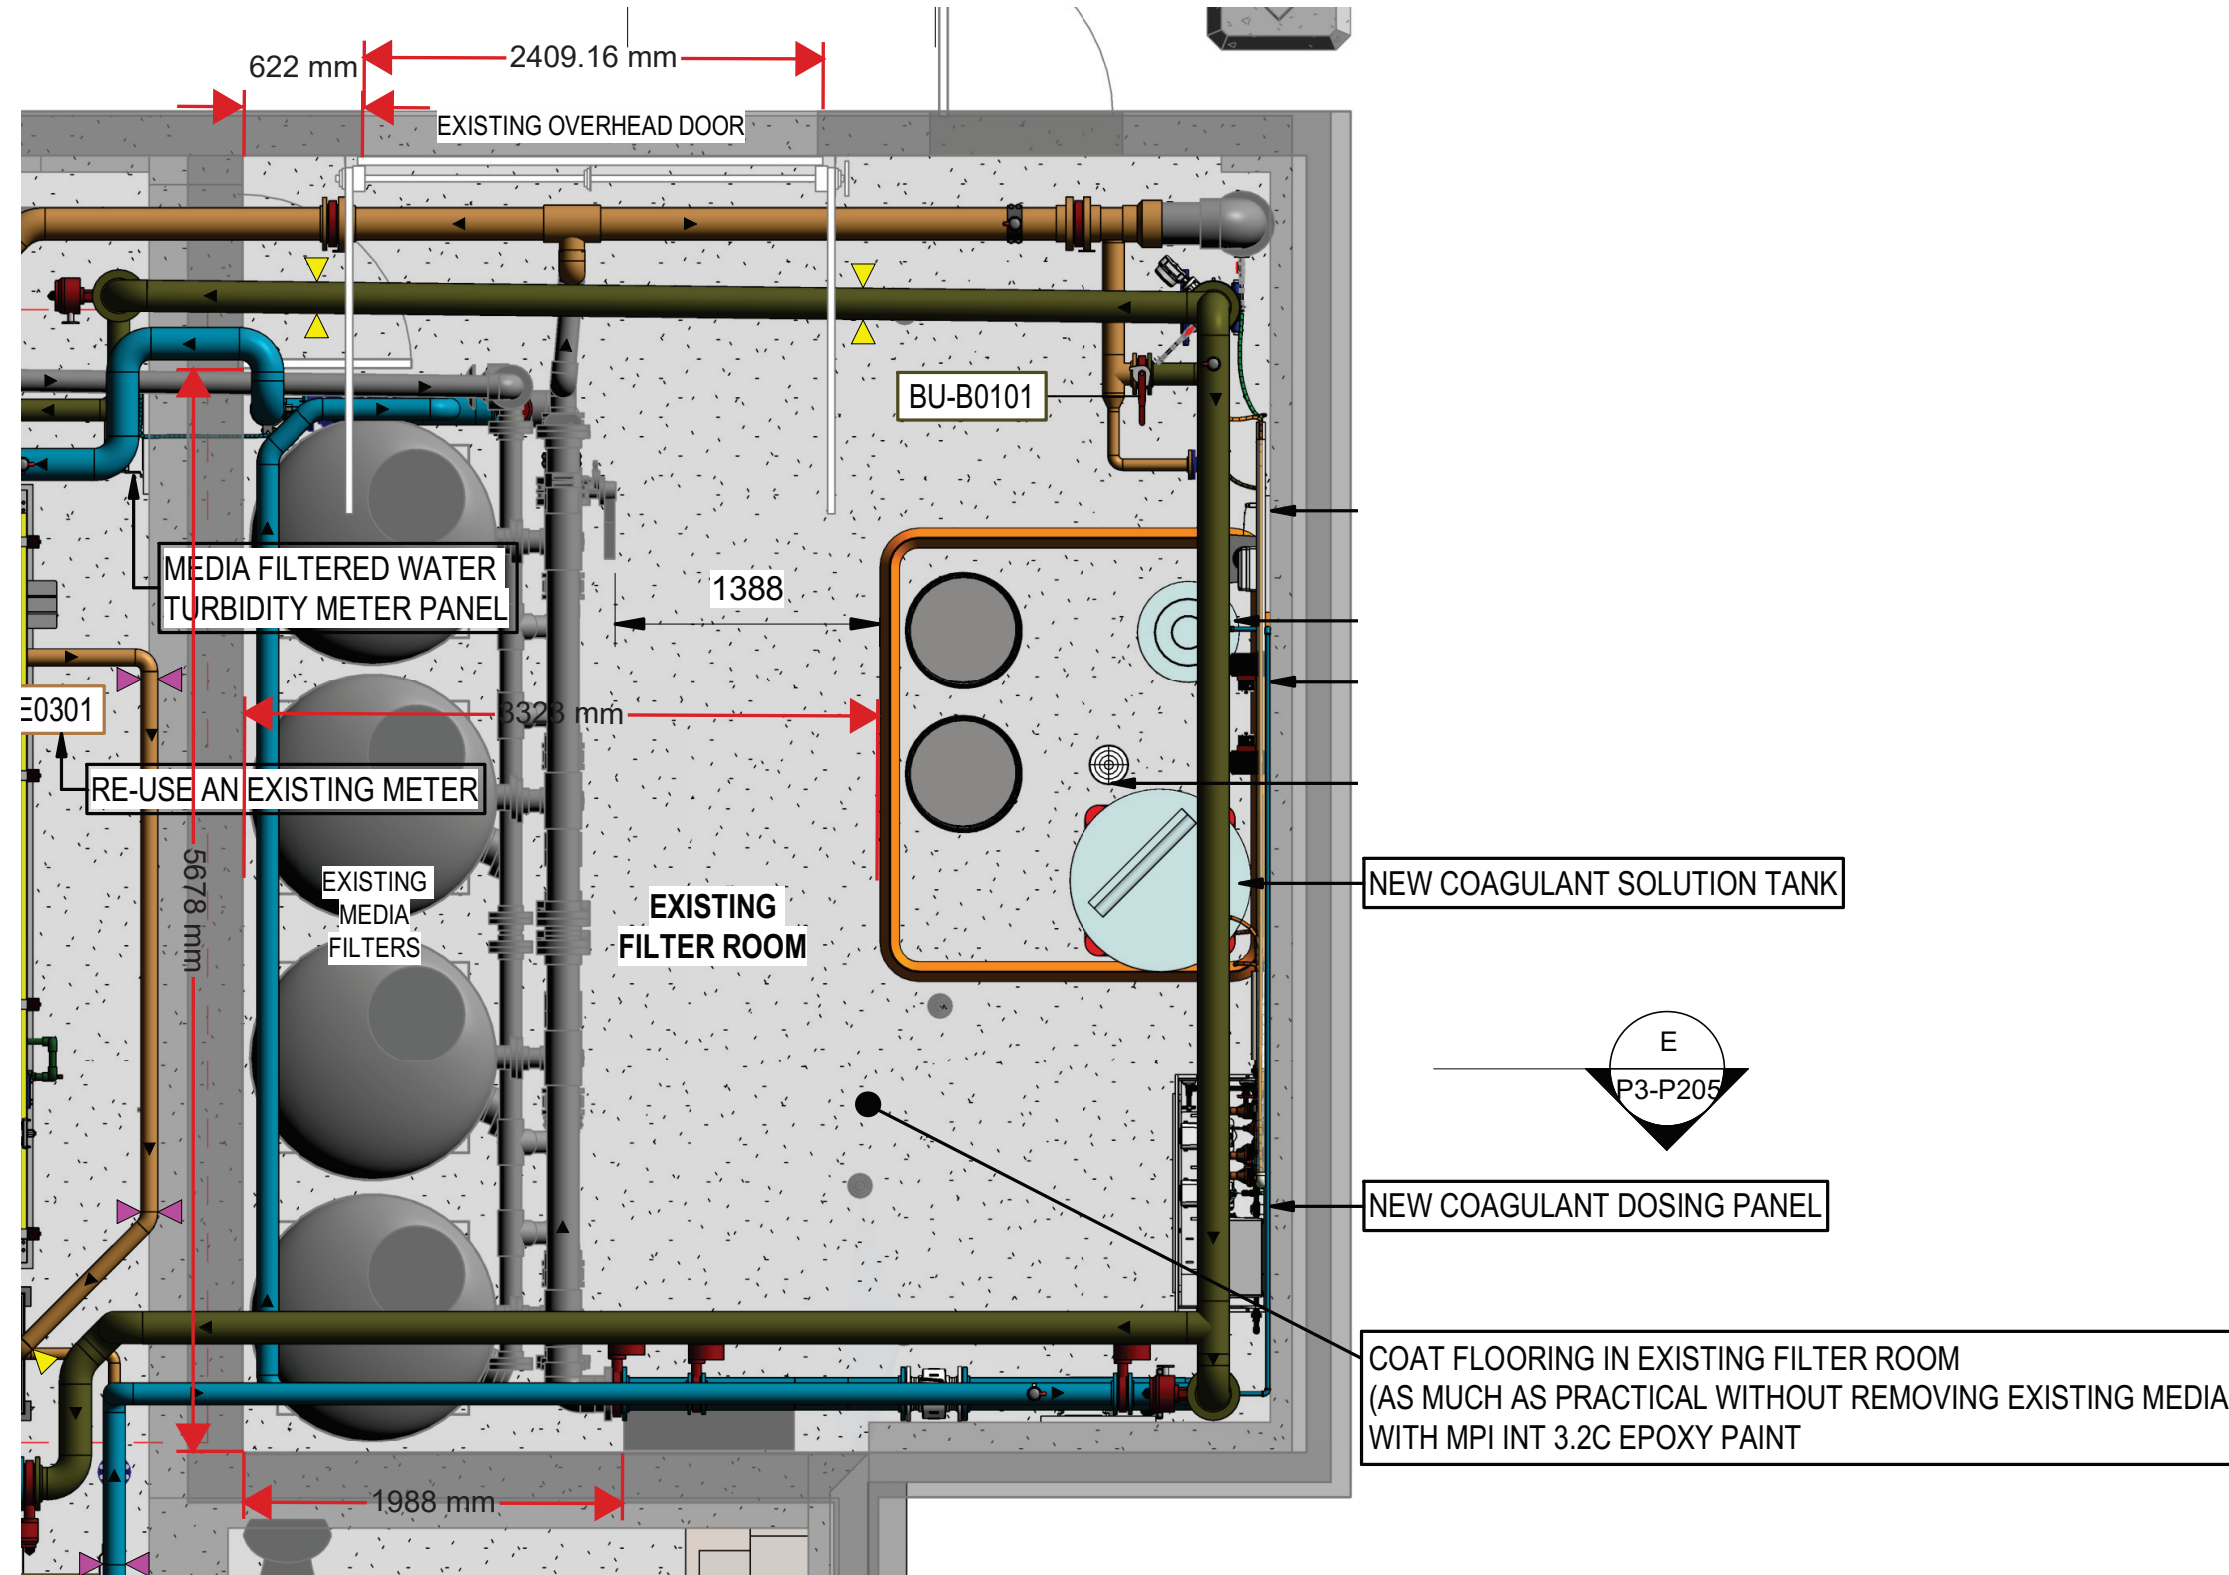 622 mm
2409.16 mm
EXISTING OVERHEAD DOOR
BU-B0101
MEDIA FILTERED WATER
TURBIDITY METER PANEL
1388
3323 mm
E0301
RE-USE AN EXISTING METER
5678 mm
EXISTING
MEDIA
FILTERS
EXISTING
FILTER ROOM
NEW COAGULANT SOLUTION TANK
E
P3-P205
NEW COAGULANT DOSING PANEL
COAT FLOORING IN EXISTING FILTER ROOM
(AS MUCH AS PRACTICAL WITHOUT REMOVING EXISTING MEDIA
WITH MPI INT 3.2C EPOXY PAINT
1988 mm